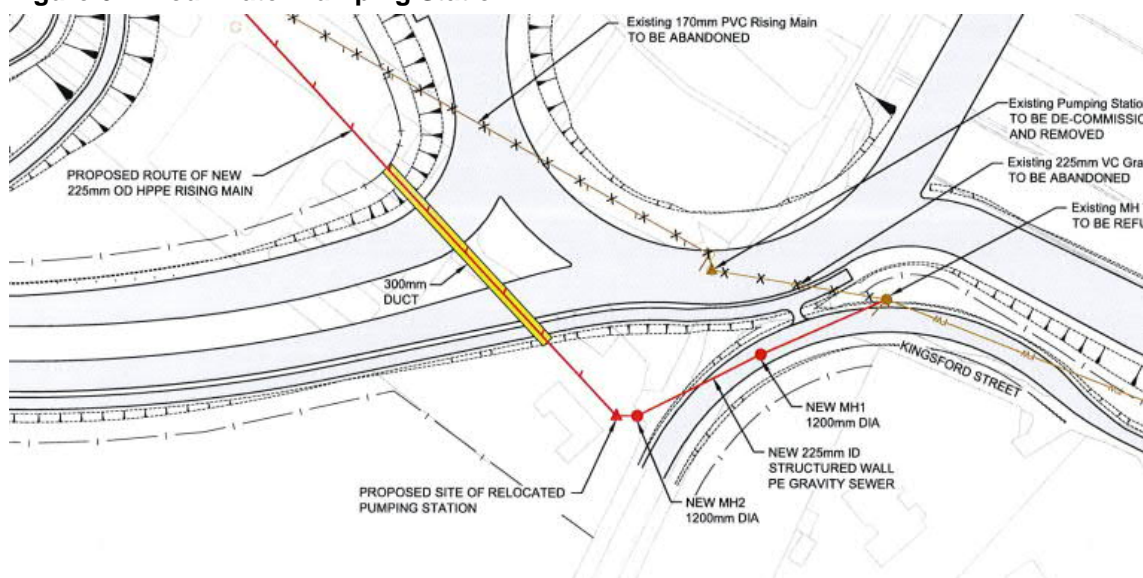 Existing 170mm PVC Rising Main
TO BE ABANDONED
Existing Pumping Statio
TO BE DE-COMMISSIO
AND REMOVED
PROPOSED ROUTE OF NEW
225mm OD HPPE RISING MAIN
Existing 225mm VC Gra
TO BE ABANDONED
Existing MH
TO BE REFU
300mm
DUCT
FW
FW
FW
KINGSFORD STREET
NEW MH1
1200mm DIA
NEW 225mm ID
STRUCTURED WALL
PE GRAVITY SEWER
PROPOSED SITE OF RELOCATED
PUMPING STATION
NEW MH2
1200mm DIA